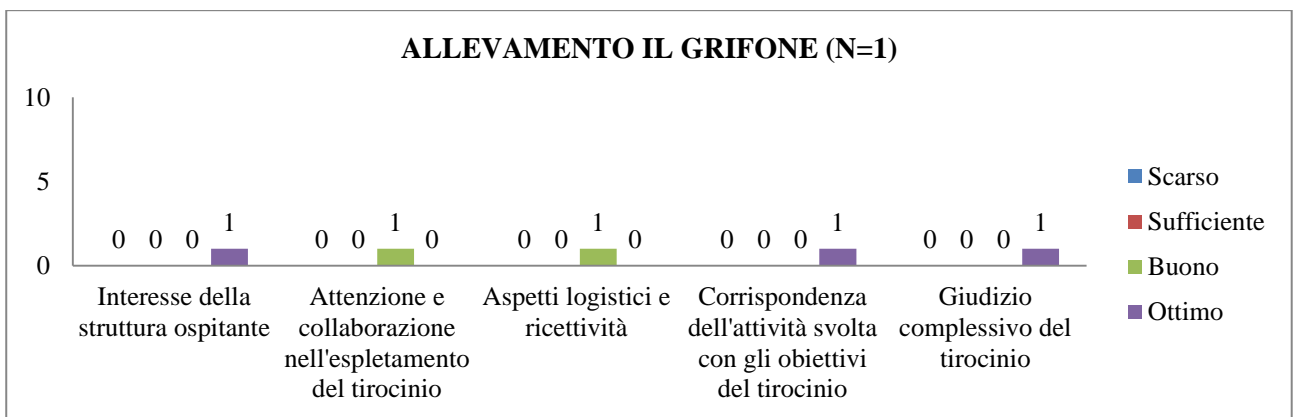 ALLEVAMENTO IL GRIFONE (N=1)
10
5
0
0 0 0 1 0 0 1 0 0 0 1 0 0 0 0 1 0 0 0 1
Interesse della
struttura ospitante
Attenzione e
collaborazione
nell'espletamento
del tirocinio
Aspetti logistici e
ricettività
Corrispondenza
dell'attività svolta
con gli obiettivi
del tirocinio
Giudizio
complessivo del
tirocinio
Scarso
Sufficiente
Buono
Ottimo